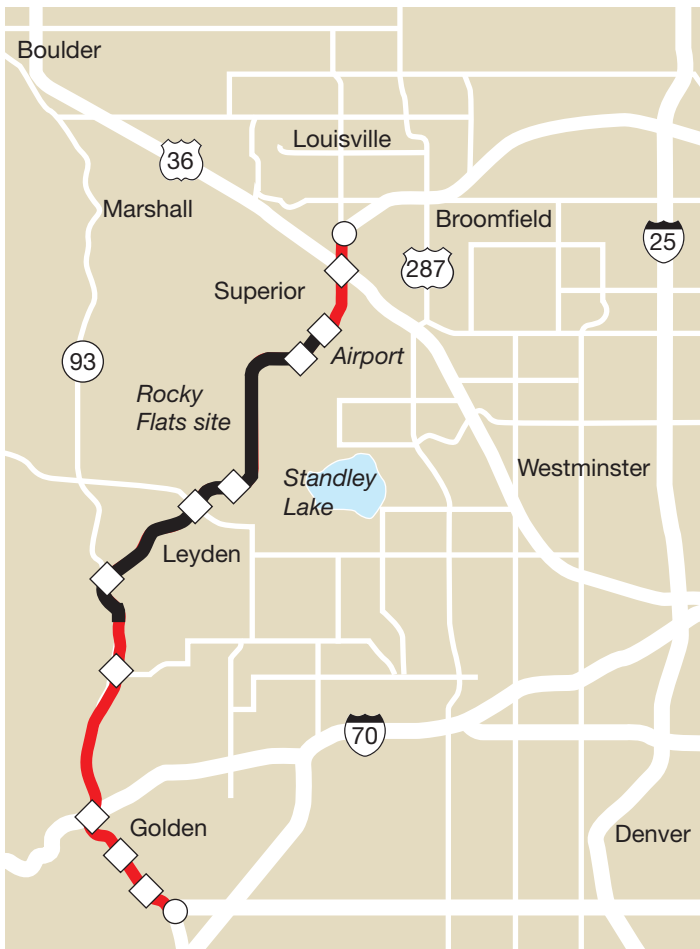 Boulder
Louisville
36
Marshall
Broomfield
25
287
Superior
Airport
93
Rocky
Flats site
Westminster
Standley
Lake
Leyden
70
Golden
Denver